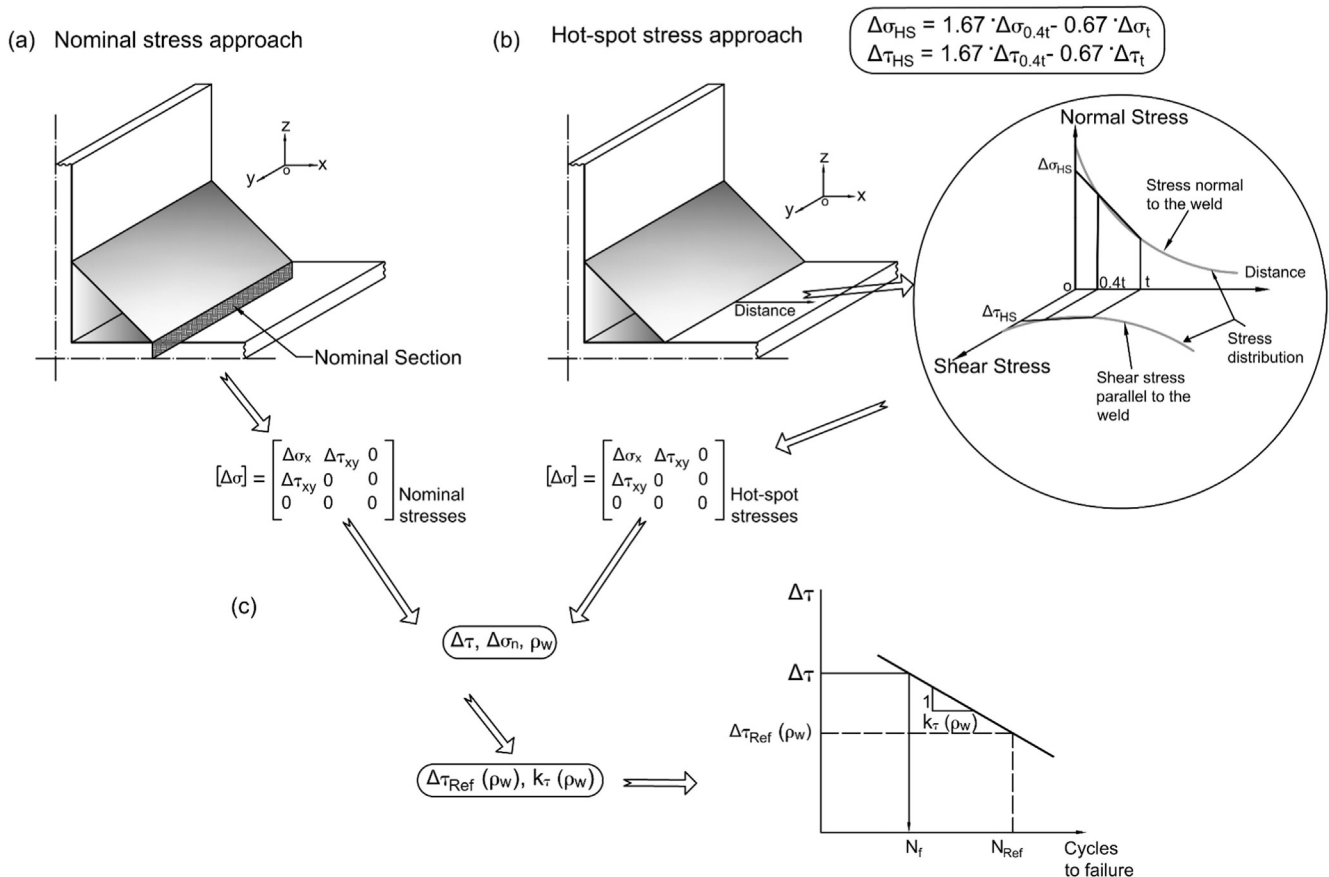 (a) Nominal stress approach
z
x
y
o
Nominal Section
(b) Hot-spot stress approach
z
x
y
o
Distance
ΔσHS = 1.67 · Δσ0.4t - 0.67 · Δσt
ΔτHS = 1.67 · Δτ0.4t - 0.67 · Δτt
Normal Stress
ΔσHS
Stress normal
to the weld
o
0.4t
t
Distance
ΔτHS
Shear Stress
Stress
distribution
Shear stress
parallel to the
weld
[Δσ] =
Δσx Δτxy 0
Δτxy 0 0
0 0 0
Nominal
stresses
[Δσ] =
Δσx Δτxy 0
Δτxy 0 0
0 0 0
Hot-spot
stresses
(c)
Δτ, Δσn, ρw
ΔτRef (ρw), kτ (ρw)
Δτ
Δτ
1
kτ (ρw)
ΔτRef (ρw)
Nf
NRef
Cycles
to failure